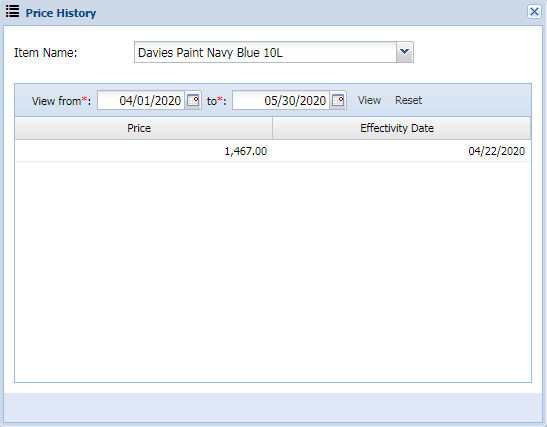 Price History
Item Name: Davies Paint Navy Blue 10L
View from*: 04/01/2020 to*: 05/30/2020 View Reset
Price Effectivity Date
1,467.00 04/22/2020